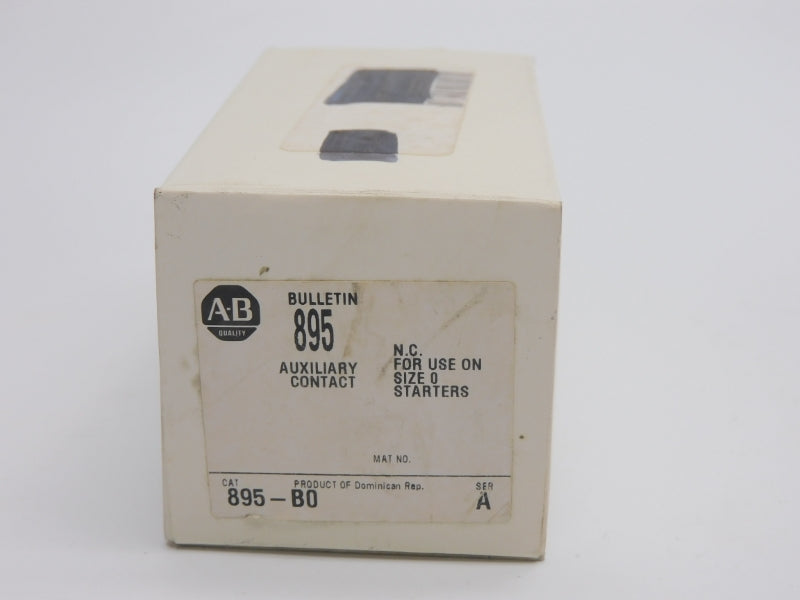 A-B
QUALITY
BULLETIN
895
AUXILIARY
CONTACT
N.C.
FOR USE ON
SIZE 0
STARTERS
MAT NO.
CAT
PRODUCT OF Dominican Rep.
SER
895-B0
A